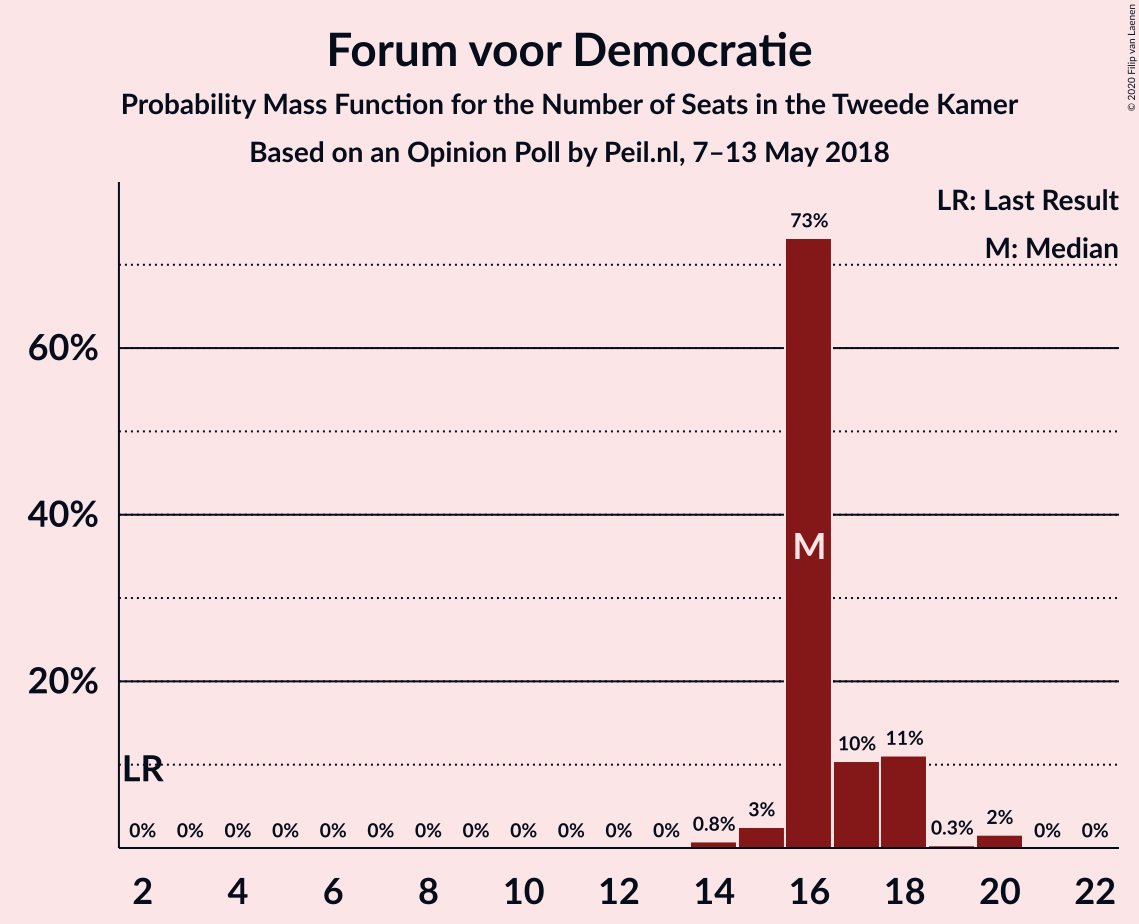 © 2020 Filip van Laenen
Forum voor Democratie
Probability Mass Function for the Number of Seats in the Tweede Kamer
Based on an Opinion Poll by Peil.nl, 7–13 May 2018
LR: Last Result
M: Median
73%
60%
40%
M
20%
LR
0% 0% 0% 0% 0% 0% 0% 0% 0% 0% 0% 0% 0.8% 3% 10% 11% 0.3% 2% 0% 0%
2 4 6 8 10 12 14 16 18 20 22